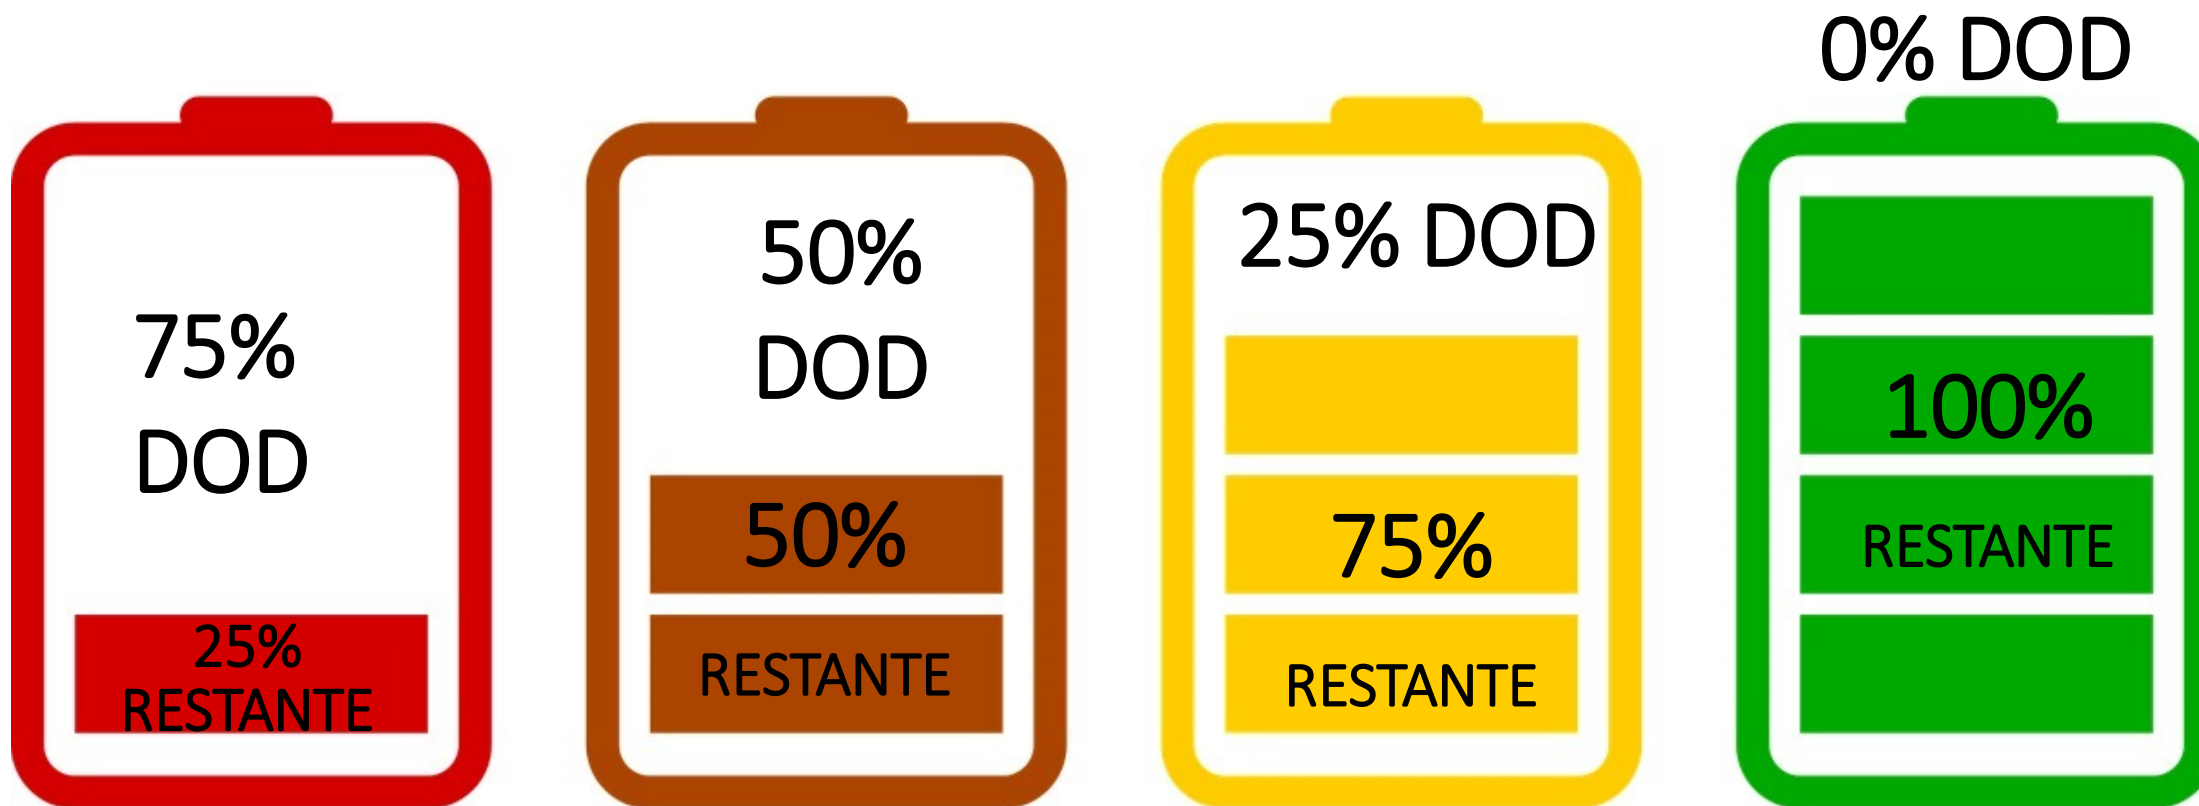 75%
DOD
25%
RESTANTE
50%
DOD
50%
RESTANTE
25% DOD
75%
RESTANTE
0% DOD
100%
RESTANTE